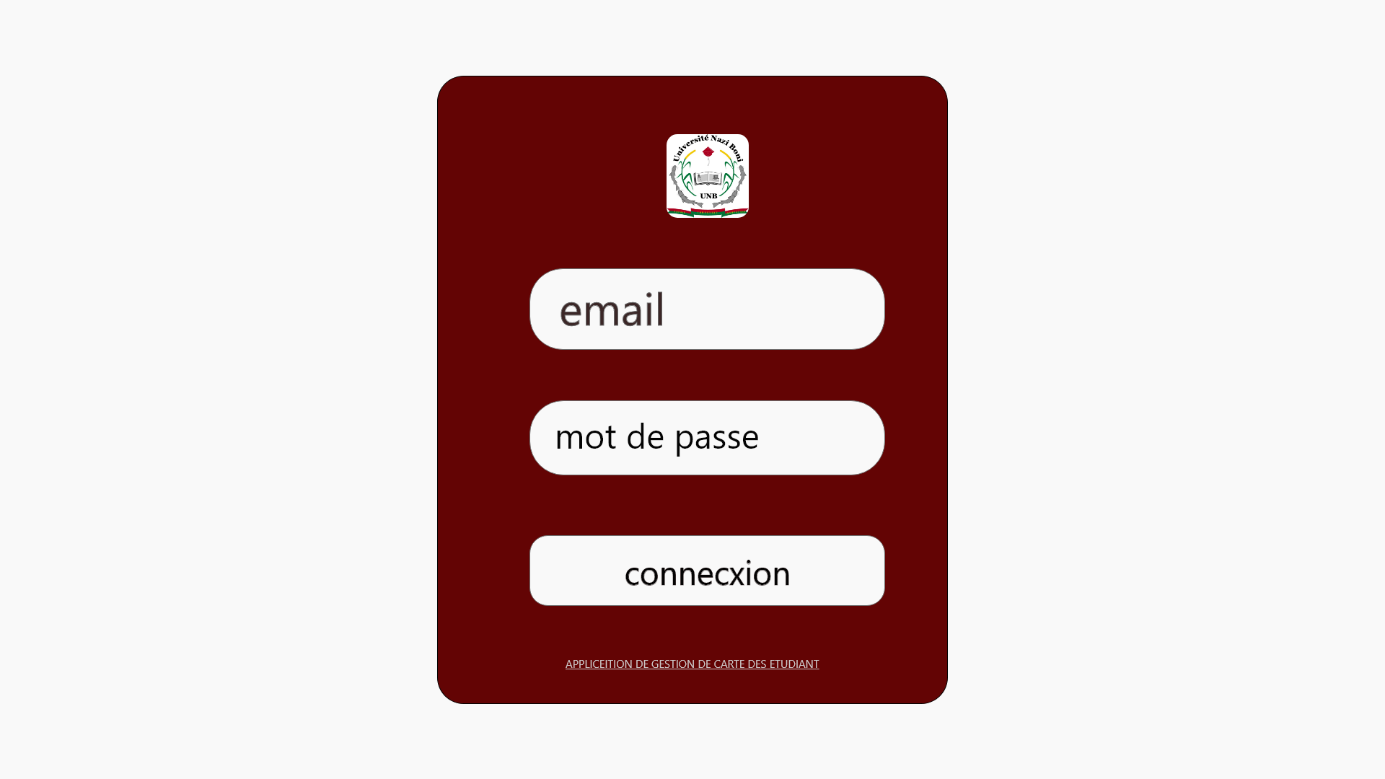 Université Nazi Boni
UNB
email
mot de passe
connecxion
APPLICEITION DE GESTION DE CARTE DES ETUDIANT